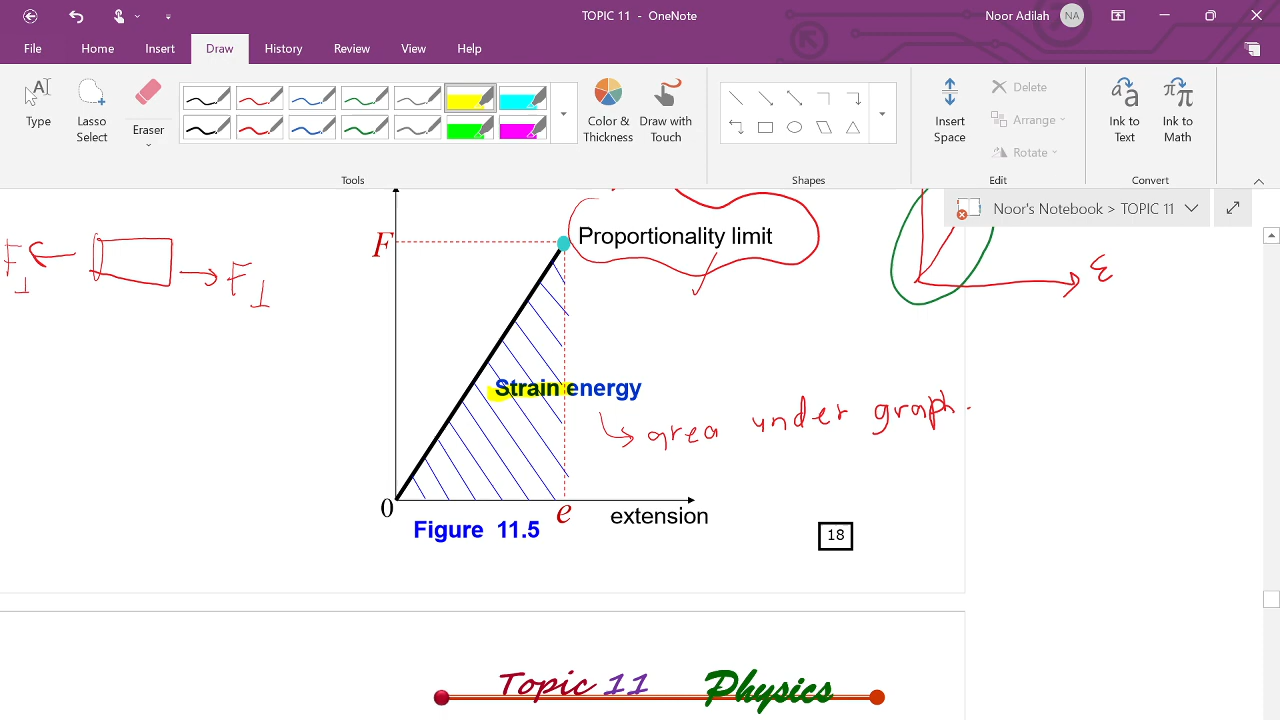 TOPIC 11 - OneNote
Noor Adilah NA
File Home Insert Draw History Review View Help
Type
Lasso Select
Eraser
Color & Thickness
Draw with Touch
Insert Space
Delete
Arrange
Rotate
Ink to Text
Ink to Math
Tools Shapes Edit Convert
Noor's Notebook > TOPIC 11
F⊥
F⊥
F
Proportionality limit
ε
Strain energy
area under graph.
0
e
extension
Figure 11.5
18
Topic 11 Physics